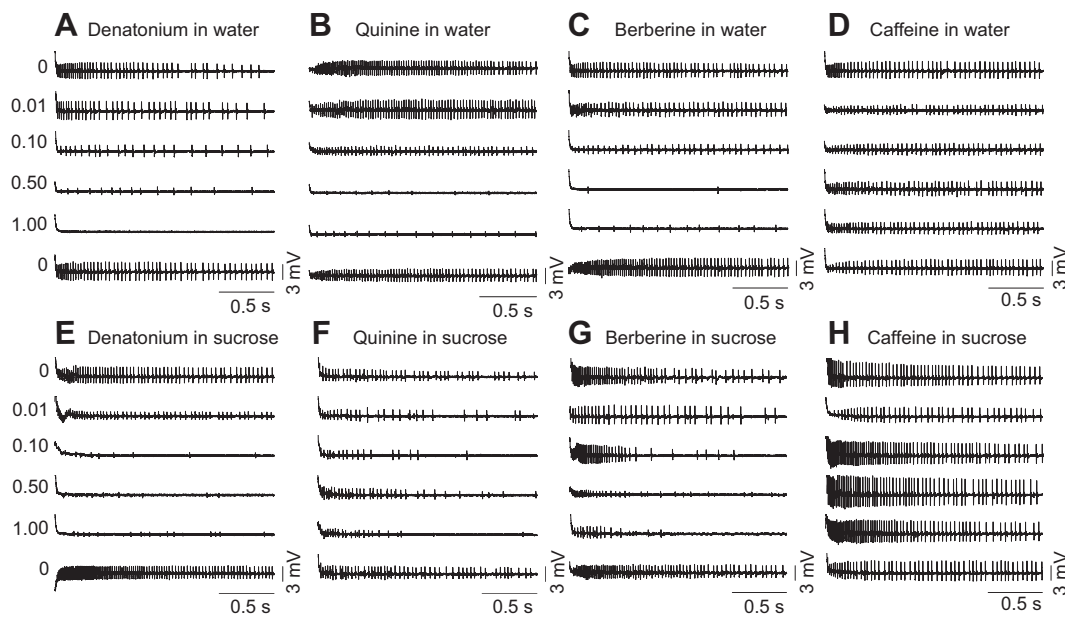 A Denatonium in water
B Quinine in water
C Berberine in water
D Caffeine in water
0
0.01
0.10
0.50
1.00
0
3 mV
3 mV
3 mV
3 mV
0.5 s
0.5 s
0.5 s
0.5 s
E Denatonium in sucrose
F Quinine in sucrose
G Berberine in sucrose
H Caffeine in sucrose
0
0.01
0.10
0.50
1.00
0
3 mV
3 mV
3 mV
3 mV
0.5 s
0.5 s
0.5 s
0.5 s